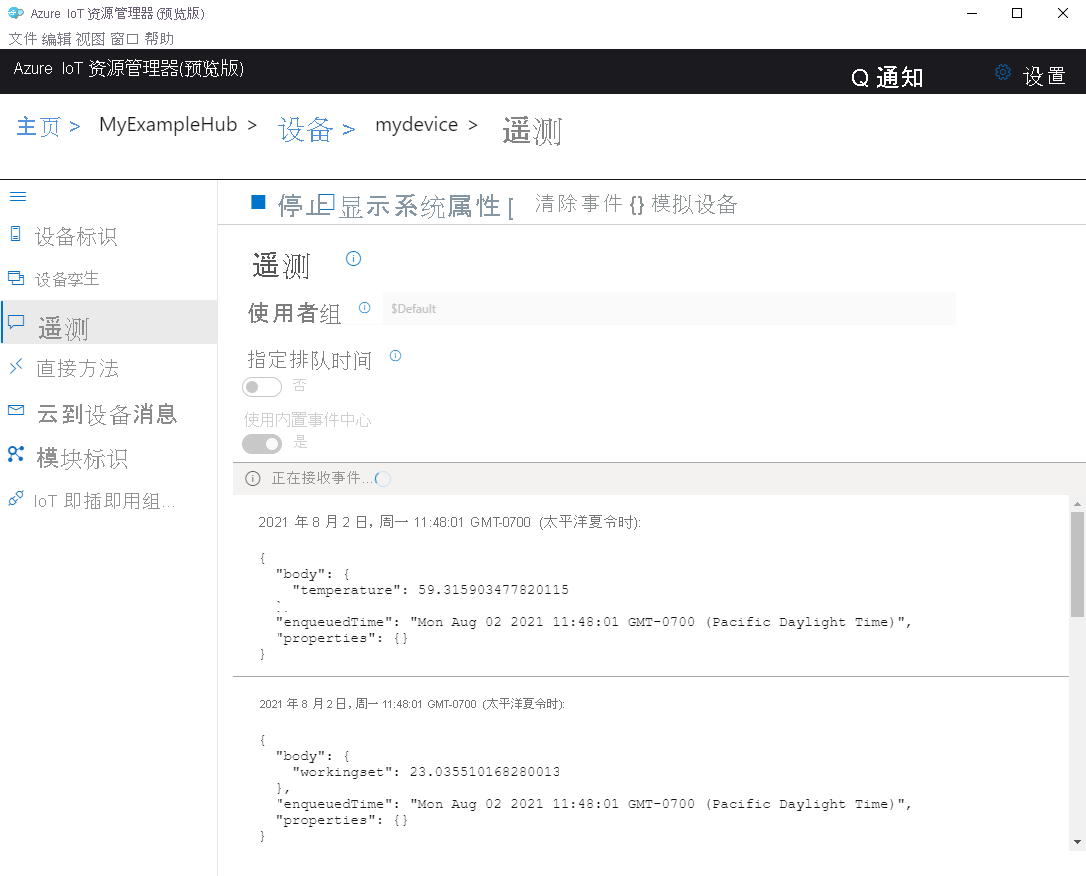 Azure IoT 资源管理器 (预览版)
文件 编辑 视图 窗口 帮助
Azure IoT 资源管理器(预览版)
Q 通知
设置
主页 > MyExampleHub > 设备 > mydevice > 遥测
停止 显示系统属性 [ 清除事件 {} 模拟设备
设备标识
设备孪生
遥测
直接方法
云到设备消息
模块标识
IoT 即插即用组...
遥测
使用者组
$Default
指定排队时间
否
使用内置事件中心
是
正在接收事件...
2021 年 8 月 2 日, 周一 11:48:01 GMT-0700 (太平洋夏令时):
{
"body": {
"temperature": 59.315903477820115
"enqueuedTime": "Mon Aug 02 2021 11:48:01 GMT-0700 (Pacific Daylight Time)",
"properties": {}
}
2021 年 8 月 2 日, 周一 11:48:01 GMT-0700 (太平洋夏令时):
{
"body": {
"workingset": 23.035510168280013
},
"enqueuedTime": "Mon Aug 02 2021 11:48:01 GMT-0700 (Pacific Daylight Time)",
"properties": {}
}